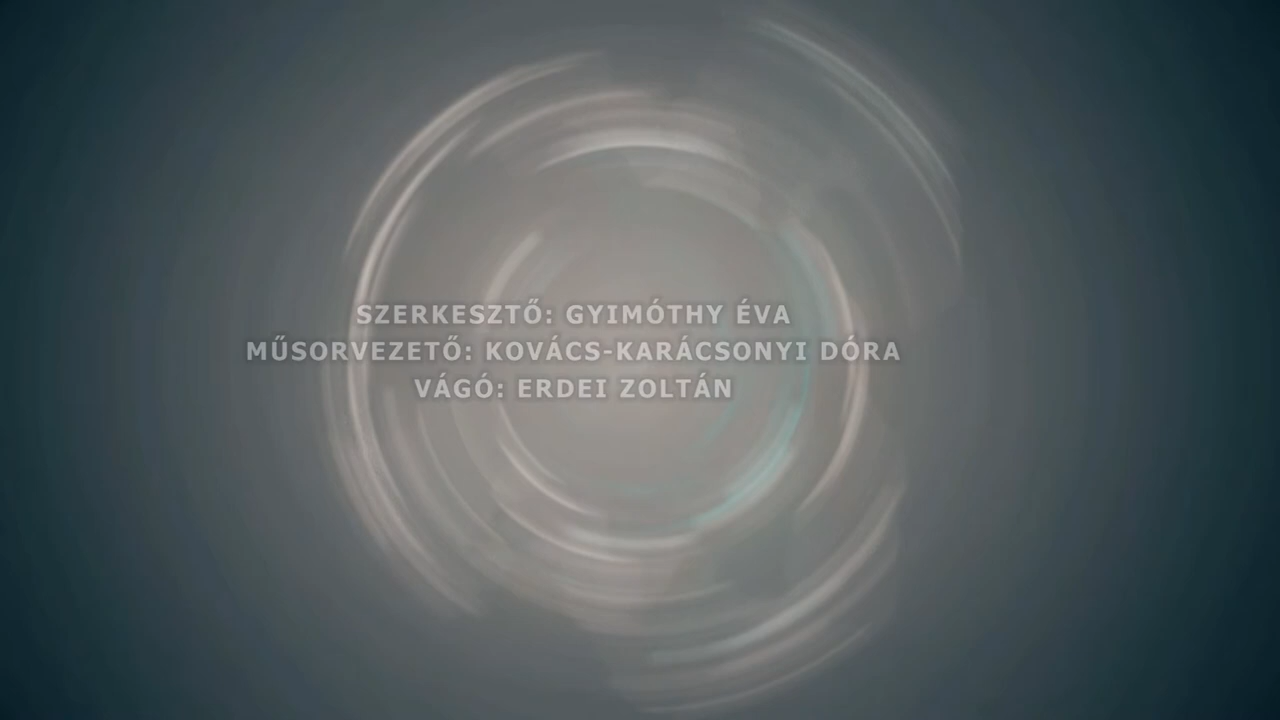 SZERKESZTŐ: GYIMÓTHY ÉVA
MŰSORVEZETŐ: KOVÁCS-KARÁCSONYI DÓRA
VÁGÓ: ERDEI ZOLTÁN